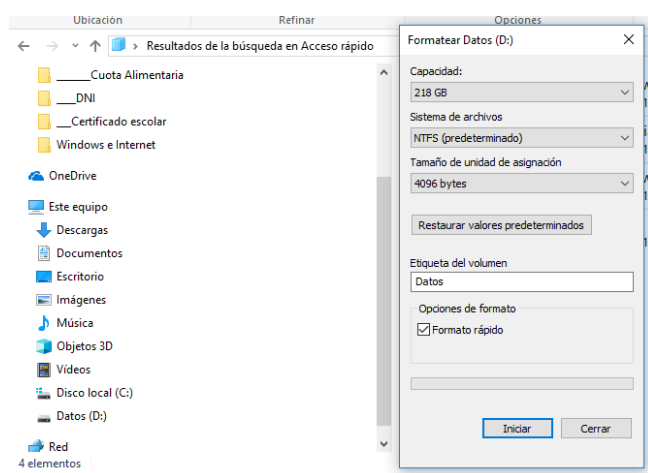 Ubicación
Refinar
Opciones
Resultados de la búsqueda en Acceso rápido
______Cuota Alimentaria
___DNI
__Certificado escolar
Windows e Internet
OneDrive
Este equipo
Descargas
Documentos
Escritorio
Imágenes
Música
Objetos 3D
Vídeos
Disco local (C:)
Datos (D:)
Red
4 elementos
Formatear Datos (D:)
Capacidad:
218 GB
Sistema de archivos
NTFS (predeterminado)
Tamaño de unidad de asignación
4096 bytes
Restaurar valores predeterminados
Etiqueta del volumen
Datos
Opciones de formato
Formato rápido
Iniciar
Cerrar